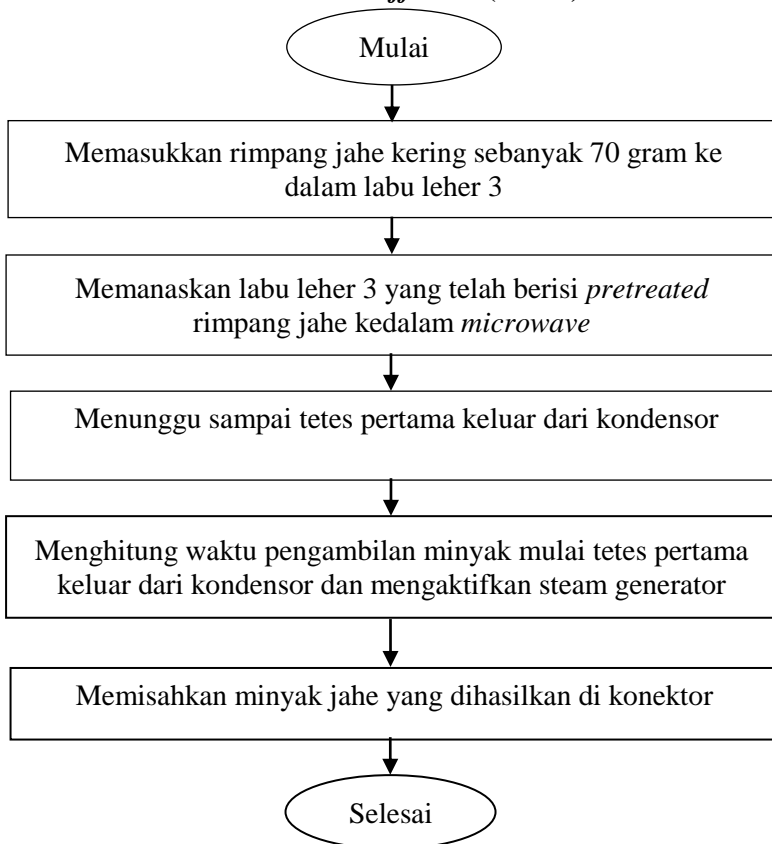 Mulai
Memasukkan rimpang jahe kering sebanyak 70 gram ke
dalam labu leher 3
Memanaskan labu leher 3 yang telah berisi pretreated
rimpang jahe kedalam microwave
Menunggu sampai tetes pertama keluar dari kondensor
Menghitung waktu pengambilan minyak mulai tetes pertama
keluar dari kondensor dan mengaktifkan steam generator
Memisahkan minyak jahe yang dihasilkan di konektor
Selesai